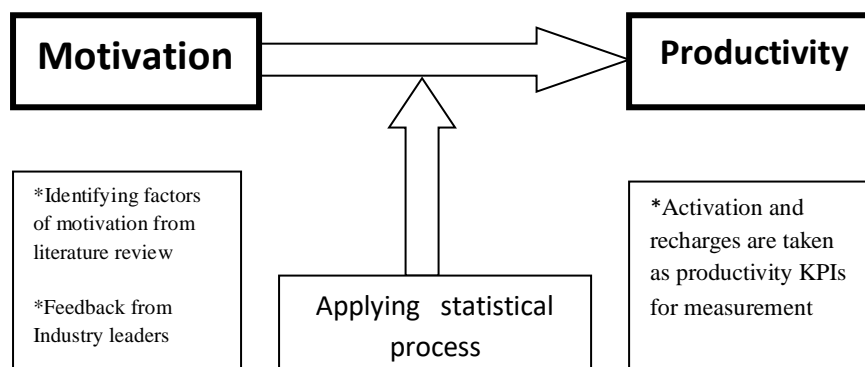 Motivation
Productivity
*Identifying factors
of motivation from
literature review
*Feedback from
Industry leaders
Applying statistical
process
*Activation and
recharges are taken
as productivity KPIs
for measurement